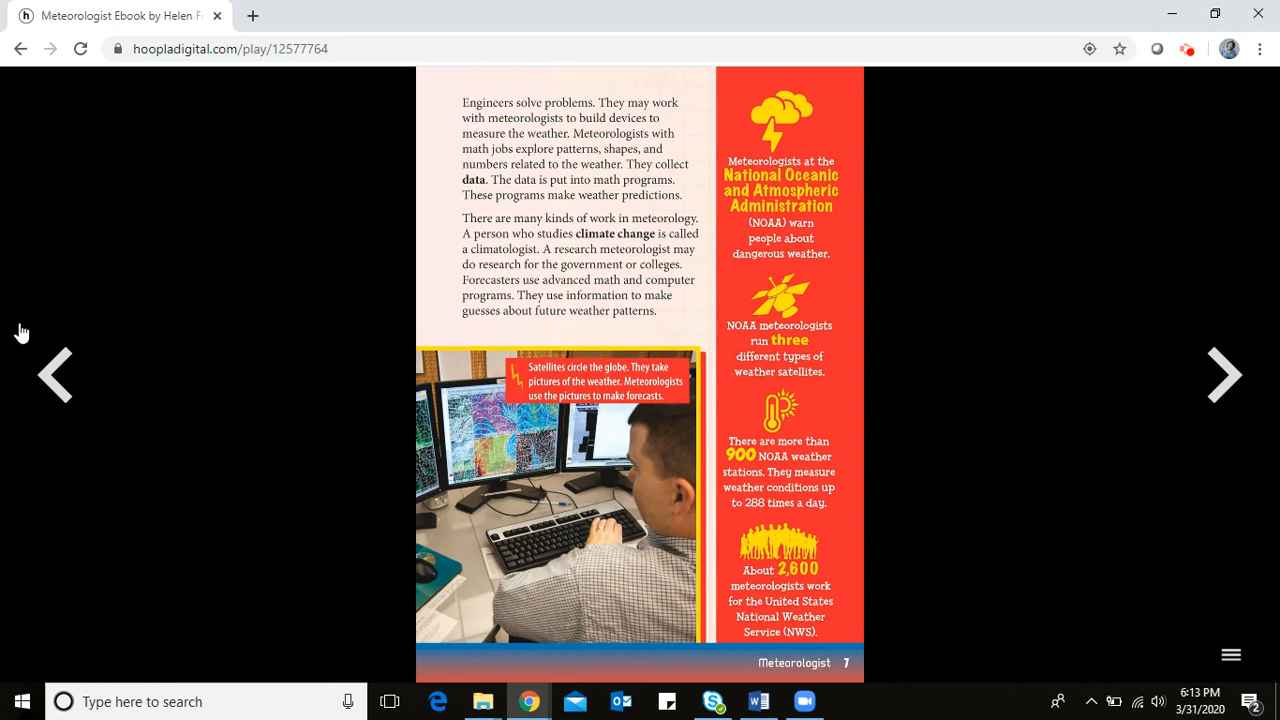 Meteorologist Ebook by Helen F
hoopladigital.com/play/12577764
Engineers solve problems. They may work
with meteorologists to build devices to
measure the weather. Meteorologists with
math jobs explore patterns, shapes, and
numbers related to the weather. They collect
data. The data is put into math programs.
These programs make weather predictions.
There are many kinds of work in meteorology.
A person who studies climate change is called
a climatologist. A research meteorologist may
do research for the government or colleges.
Forecasters use advanced math and computer
programs. They use information to make
guesses about future weather patterns.
Satellites circle the globe. They take
pictures of the weather. Meteorologists
use the pictures to make forecasts.
Meteorologists at the
National Oceanic
and Atmospheric
Administration
(NOAA) warn
people about
dangerous weather.
NOAA meteorologists
run three
different types of
weather satellites.
There are more than
900 NOAA weather
stations. They measure
weather conditions up
to 288 times a day.
About 2,600
meteorologists work
for the United States
National Weather
Service (NWS).
Meteorologist 7
Type here to search
6:13 PM
3/31/2020
2